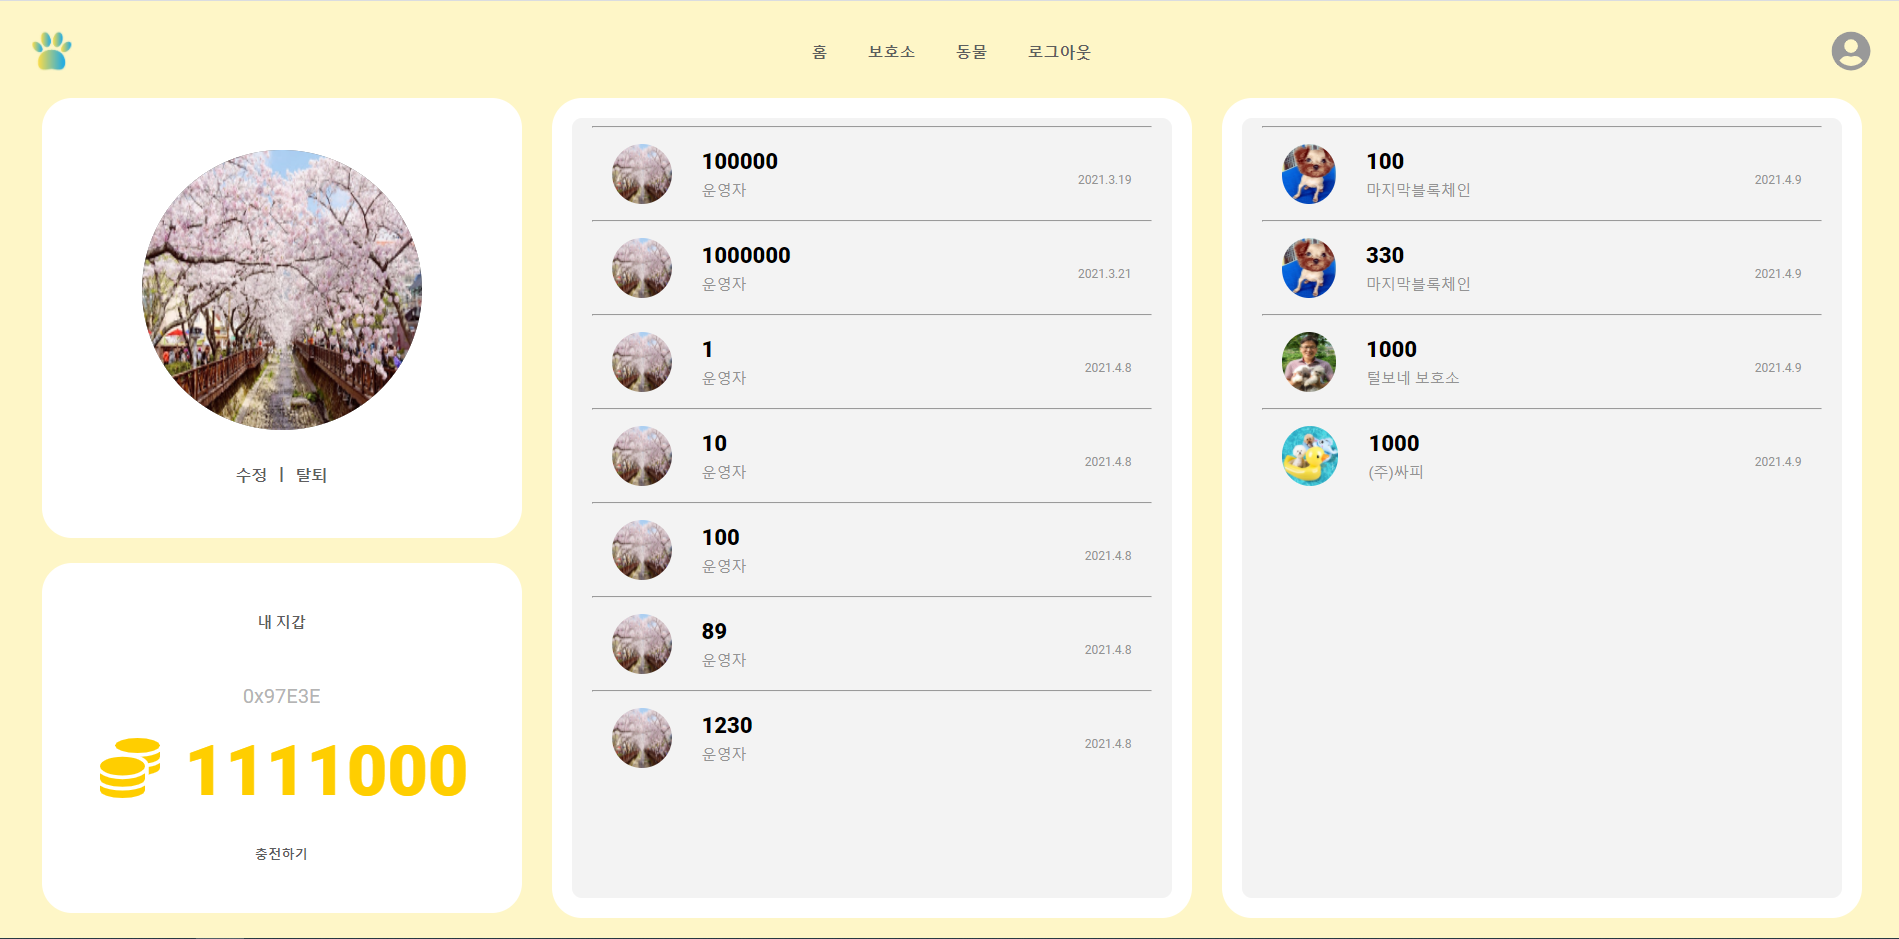 홈 보호소 동물 로그아웃
수정 | 탈퇴
내 지갑
0x97E3E
1111000
충전하기
100000
운영자
2021.3.19
1000000
운영자
2021.3.21
1
운영자
2021.4.8
10
운영자
2021.4.8
100
운영자
2021.4.8
89
운영자
2021.4.8
1230
운영자
2021.4.8
100
마지막블록체인
2021.4.9
330
마지막블록체인
2021.4.9
1000
털보네 보호소
2021.4.9
1000
(주)싸피
2021.4.9